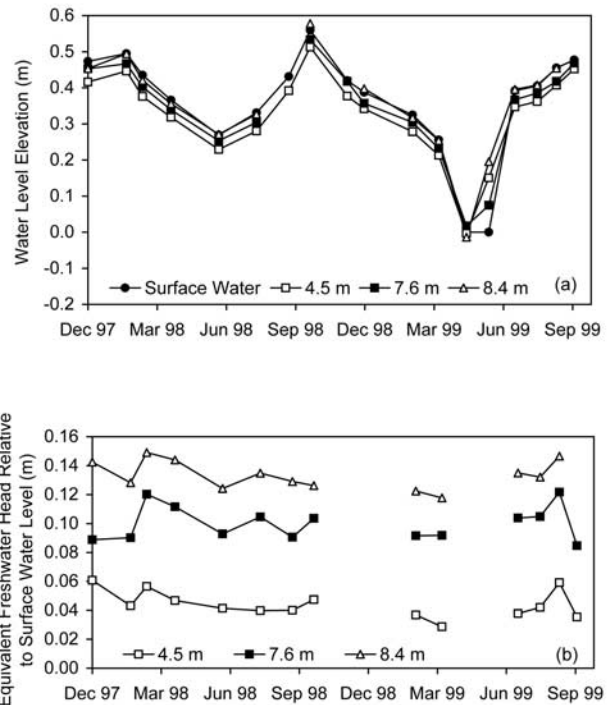 Water Level Elevation (m)
0.6
0.5
0.4
0.3
0.2
0.1
0.0
-0.1
-0.2
Surface Water 4.5 m 7.6 m 8.4 m (a)
Dec 97 Mar 98 Jun 98 Sep 98 Dec 98 Mar 99 Jun 99 Sep 99
Equivalent Freshwater Head Relative
to Surface Water Level (m)
0.16
0.14
0.12
0.10
0.08
0.06
0.04
0.02
0.00
4.5 m 7.6 m 8.4 m (b)
Dec 97 Mar 98 Jun 98 Sep 98 Dec 98 Mar 99 Jun 99 Sep 99